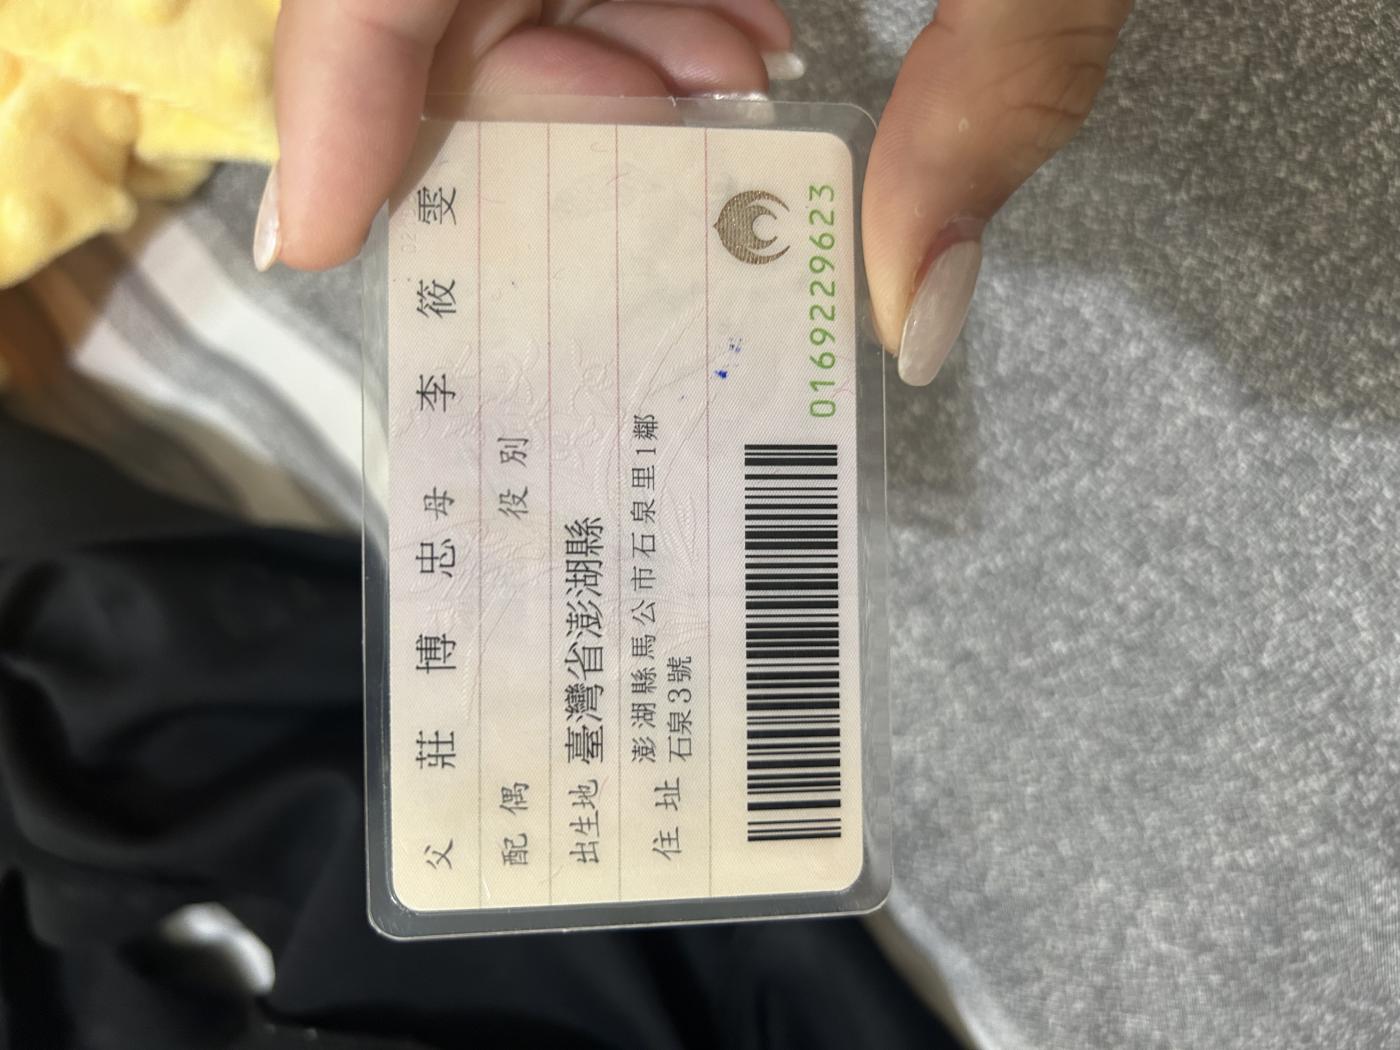 父 莊博忠 母 李筱雯
配偶 役別
出生地 臺灣省澎湖縣
住址 澎湖縣馬公市石泉里1鄰
石泉3號
0169229623